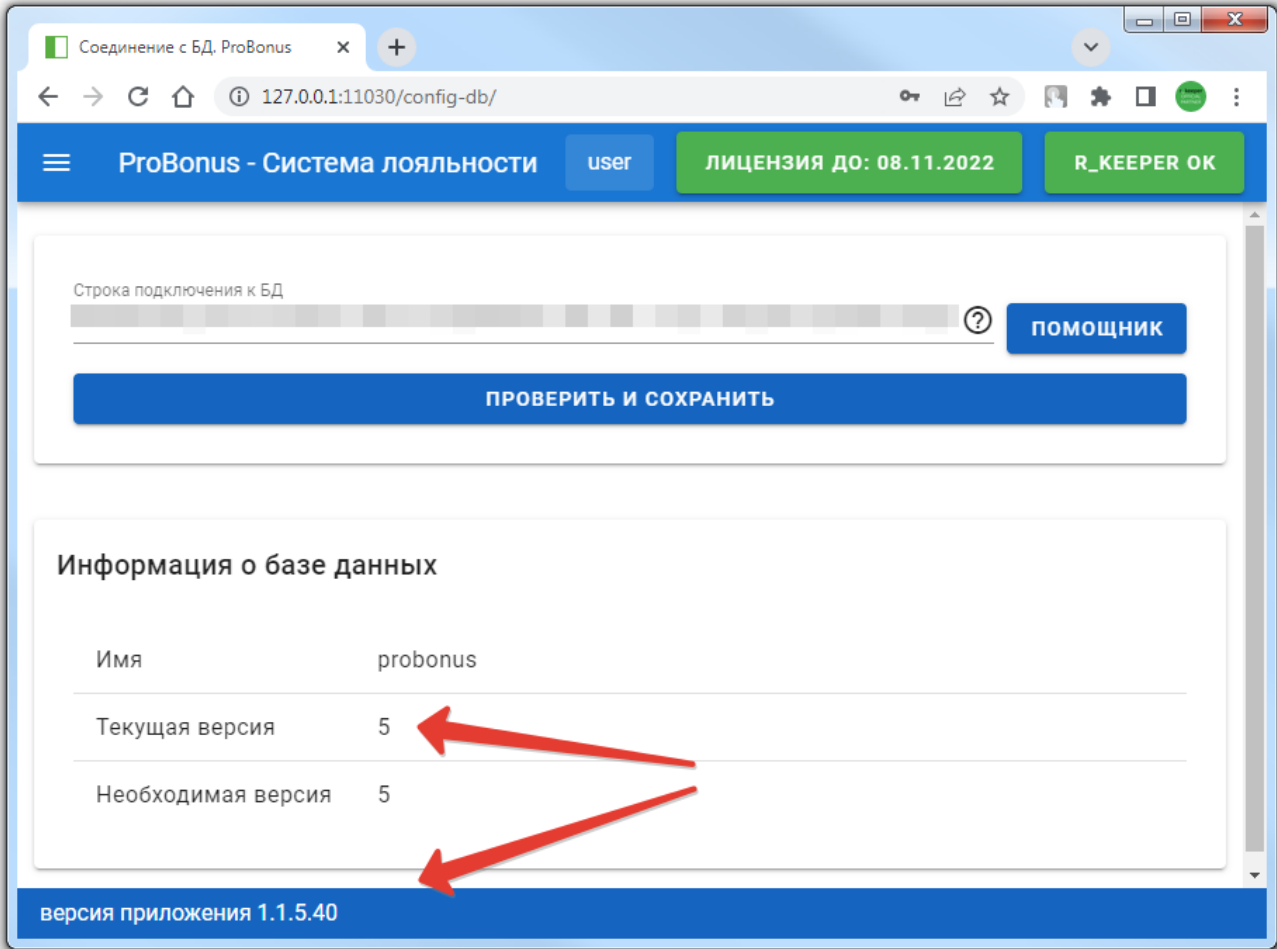 Соединение с БД. ProBonus
127.0.0.1:11030/config-db/
ProBonus - Система лояльности
user
ЛИЦЕНЗИЯ ДО: 08.11.2022
R_KEEPER OK
Строка подключения к БД
ПОМОЩНИК
ПРОВЕРИТЬ И СОХРАНИТЬ
Информация о базе данных
Имя probonus
Текущая версия 5
Необходимая версия 5
версия приложения 1.1.5.40